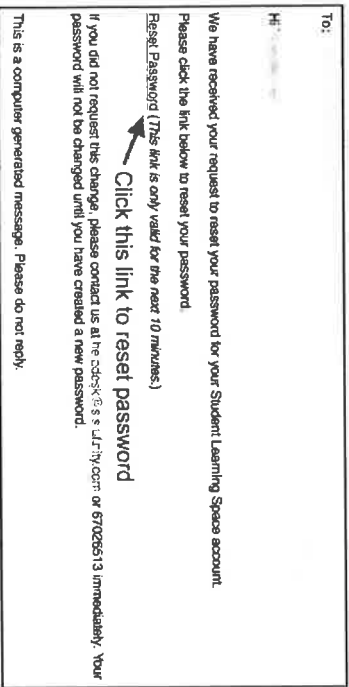 To:
Hi
We have received your request to reset your password for your Student Learning Space account.
Please click the link below to reset your password.
Reset Password (This link is only valid for the next 10 minutes.)
Click this link to reset password
If you did not request this change, please contact us at or 67026513 immediately. Your
password will not be changed until you have created a new password.
This is a computer generated message. Please do not reply.